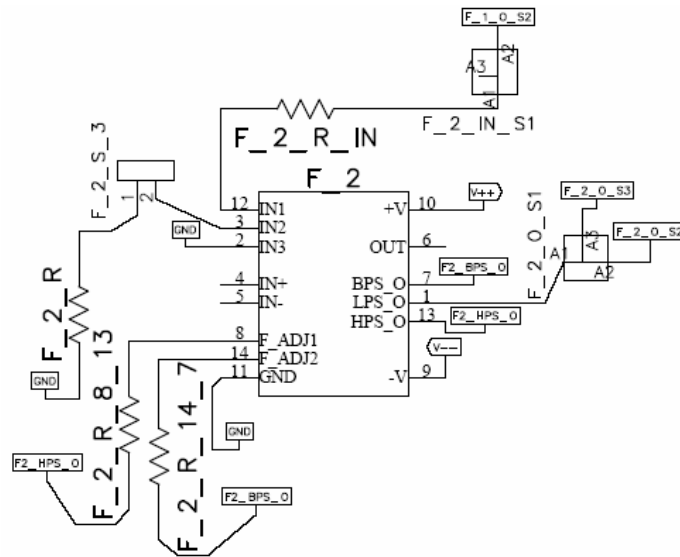 F_1_O_S2
A3
A2
A1
F_2_IN_S1
F_2_R_IN
F_2_S_3
1
2
F_2
F_2_O_S1
F_2_O_S3
F_2_O_S2
A1
A3
A2
12
IN1
3
IN2
GND
2
IN3
4
IN+
5
IN-
8
F_ADJ1
14
F_ADJ2
11
GND
+V
10
V++
OUT
6
BPS_O
7
F2_BPS_O
LPS_O
1
HPS_O
13
F2_HPS_O
V--
-V
9
F_2_R
GND
F_2_R_8_13
F_2_R_14_7
GND
F2_HPS_O
F2_BPS_O